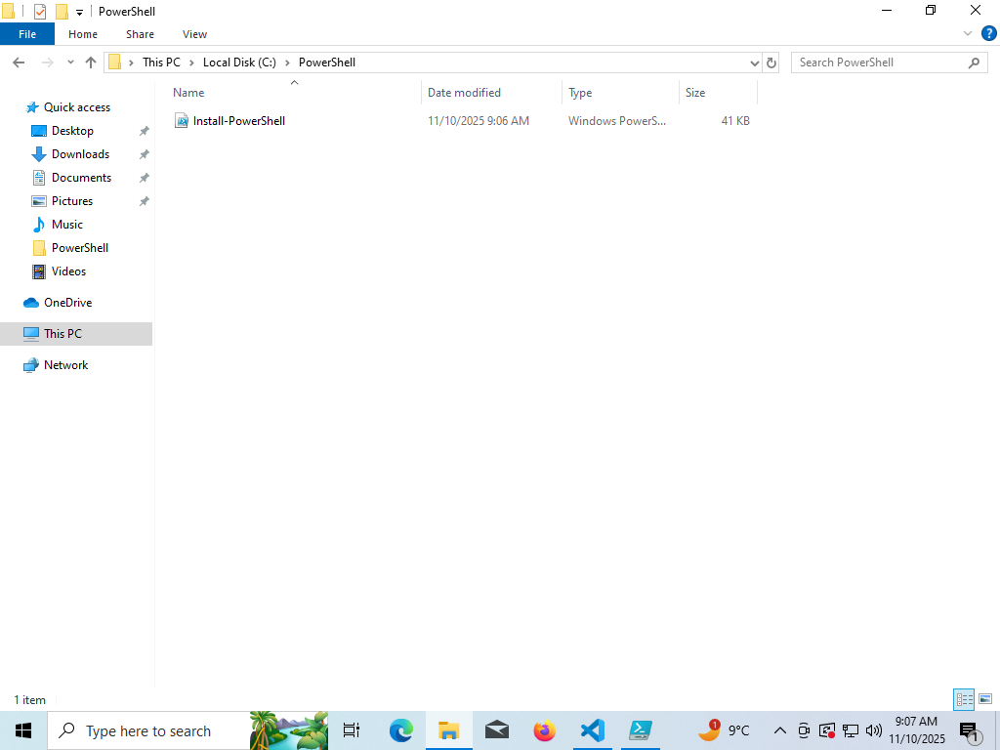 PowerShell
File Home Share View
This PC Local Disk (C:) PowerShell
Search PowerShell
Name Date modified Type Size
Install-PowerShell 11/10/2025 9:06 AM Windows PowerS... 41 KB
Quick access
Desktop
Downloads
Documents
Pictures
Music
PowerShell
Videos
OneDrive
This PC
Network
1 item
Type here to search
1
9°C
9:07 AM
11/10/2025
1